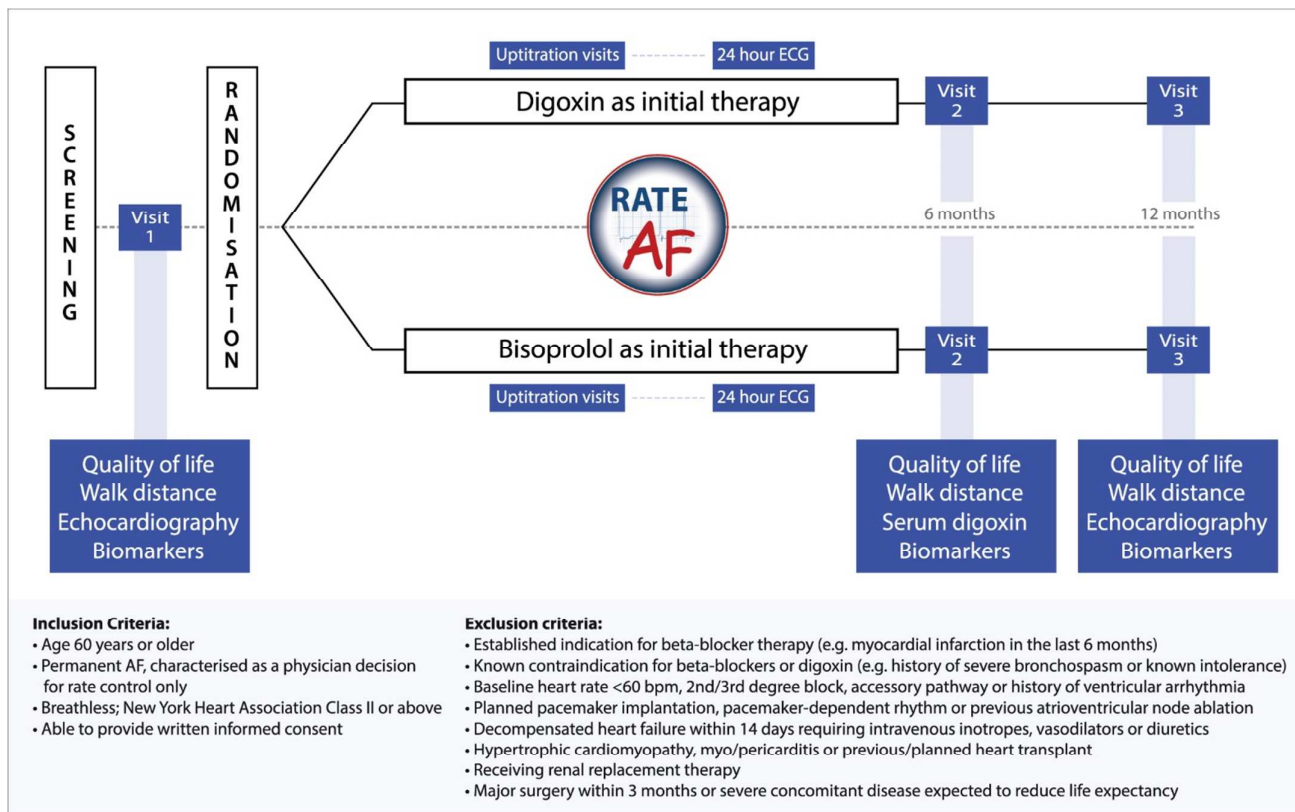 SCREENING
Visit
1
RANDOMISATION
Uptitration visits
24 hour ECG
Digoxin as initial therapy
Visit
2
Visit
3
RATE
AF
6 months
12 months
Bisoprolol as initial therapy
Visit
2
Visit
3
Uptitration visits
24 hour ECG
Quality of life
Walk distance
Echocardiography
Biomarkers
Quality of life
Walk distance
Serum digoxin
Biomarkers
Quality of life
Walk distance
Echocardiography
Biomarkers
Inclusion Criteria:
• Age 60 years or older
• Permanent AF, characterised as a physician decision
for rate control only
• Breathless; New York Heart Association Class II or above
• Able to provide written informed consent
Exclusion criteria:
• Established indication for beta-blocker therapy (e.g. myocardial infarction in the last 6 months)
• Known contraindication for beta-blockers or digoxin (e.g. history of severe bronchospasm or known intolerance)
• Baseline heart rate <60 bpm, 2nd/3rd degree block, accessory pathway or history of ventricular arrhythmia
• Planned pacemaker implantation, pacemaker-dependent rhythm or previous atrioventricular node ablation
• Decompensated heart failure within 14 days requiring intravenous inotropes, vasodilators or diuretics
• Hypertrophic cardiomyopathy, myo/pericarditis or previous/planned heart transplant
• Receiving renal replacement therapy
• Major surgery within 3 months or severe concomitant disease expected to reduce life expectancy